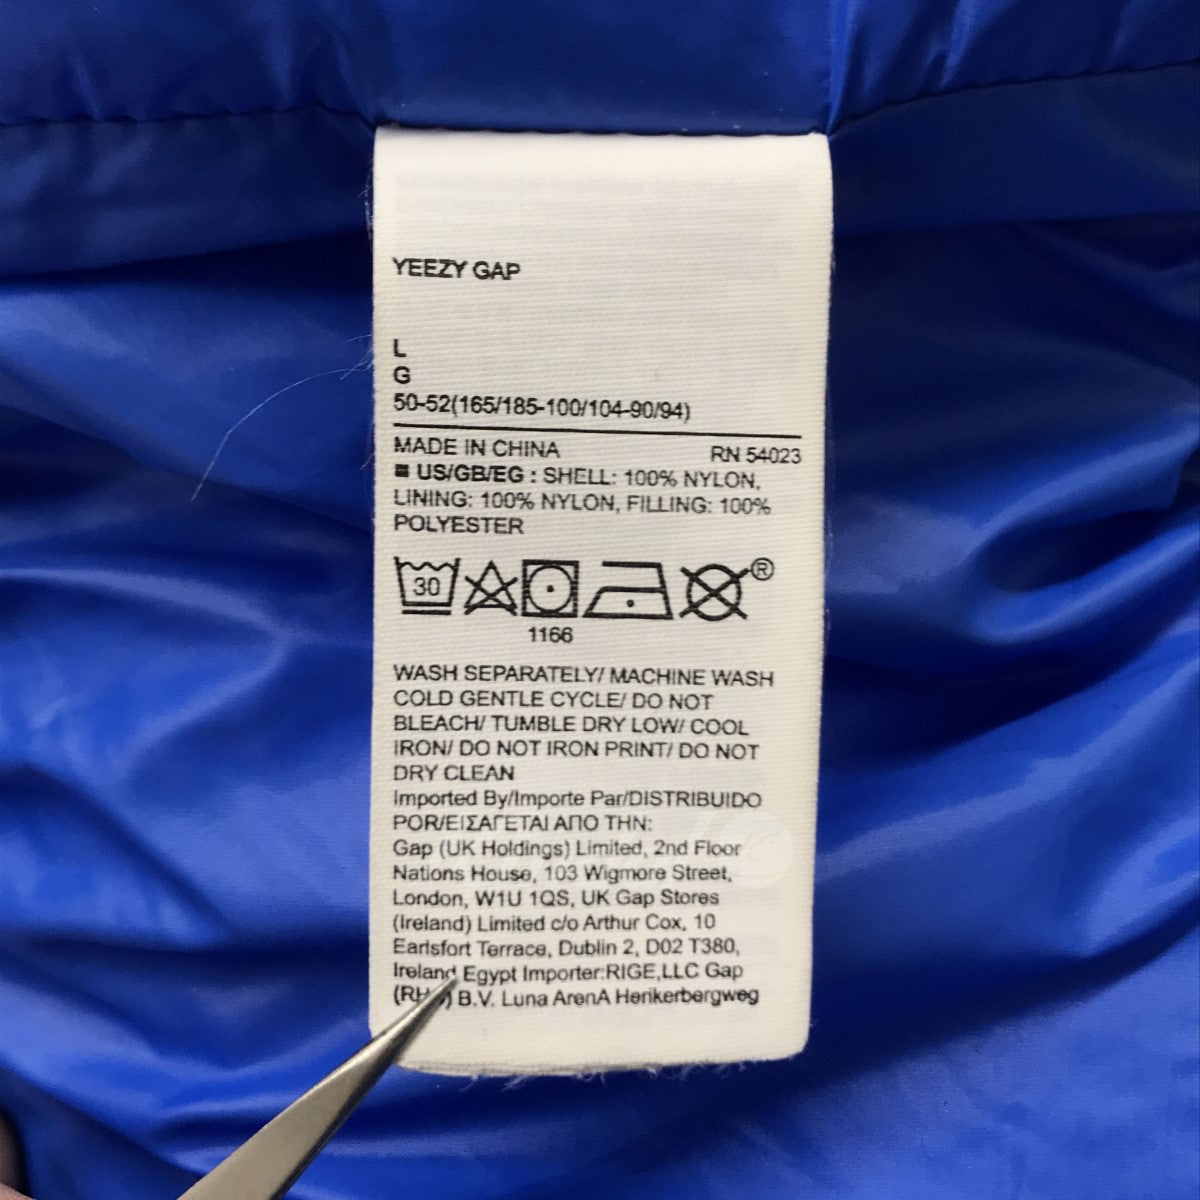 YEEZY GAP
L
G
50-52(165/185-100/104-90/94)
MADE IN CHINA RN 54023
US/GB/EG : SHELL: 100% NYLON,
LINING: 100% NYLON, FILLING: 100%
POLYESTER
30 ®
1166
WASH SEPARATELY/ MACHINE WASH
COLD GENTLE CYCLE/ DO NOT
BLEACH/ TUMBLE DRY LOW/ COOL
IRON/ DO NOT IRON PRINT/ DO NOT
DRY CLEAN
Imported By/Importe Par/DISTRIBUIDO
POR/ΕΙΣΑΓΕΤΑΙ ΑΠΟ ΤΗΝ:
Gap (UK Holdings) Limited, 2nd Floor
Nations House, 103 Wigmore Street,
London, W1U 1QS, UK Gap Stores
(Ireland) Limited c/o Arthur Cox, 10
Earlsfort Terrace, Dublin 2, D02 T380,
Ireland Egypt Importer:RIGE,LLC Gap
B.V. Luna ArenA Herikerbergweg